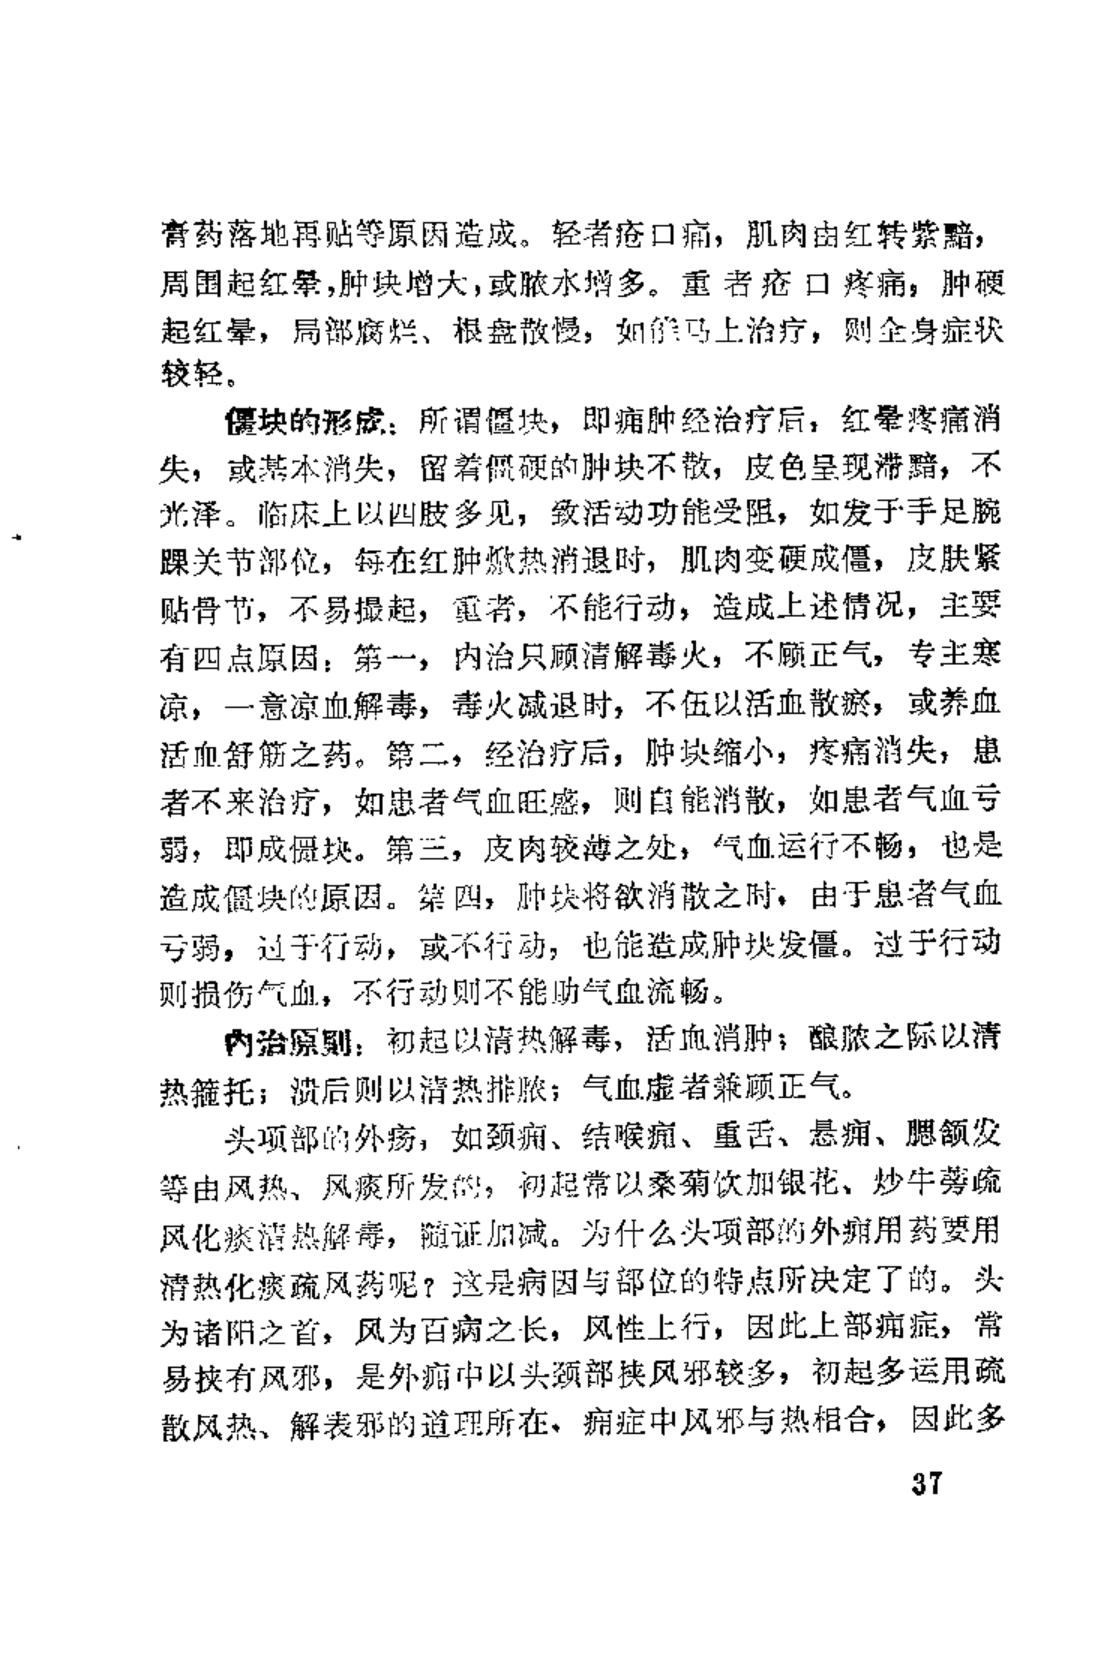 膏药落地再贴等原因造成。轻者疮口痛，肌肉由红转紫黯，
周围起红晕，肿块增大，或脓水增多。重者疮口疼痛，肿硬
起红晕，局部腐烂、根盘散慢，如能马上治疗，则全身症状
较轻。
僵块的形成：所谓僵块，即痈肿经治疗后，红晕疼痛消
失，或基本消失，留着僵硬的肿块不散，皮色呈现滞黯，不
光泽。临床上以四肢多见，致活动功能受阻，如发于手足腕
踝关节部位，每在红肿焮热消退时，肌肉变硬成僵，皮肤紧
贴骨节，不易撮起，重者，不能行动，造成上述情况，主要
有四点原因：第一，内治只顾清解毒火，不顾正气，专主寒
凉，一意凉血解毒，毒火减退时，不伍以活血散瘀，或养血
活血舒筋之药。第二，经治疗后，肿块缩小，疼痛消失，患
者不来治疗，如患者气血旺盛，则自能消散，如患者气血亏
弱，即成僵块。第三，皮肉较薄之处，气血运行不畅，也是
造成僵块的原因。第四，肿块将欲消散之时，由于患者气血
亏弱，过于行动，或不行动，也能造成肿块发僵。过于行动
则损伤气血，不行动则不能助气血流畅。
内治原则：初起以清热解毒，活血消肿；酿脓之际以清
热箍托；溃后则以清热排脓；气血虚者兼顾正气。
头项部的外疡，如颈痈、结喉痈、重舌、悬痈、腮颔发
等由风热、风痰所发的，初起常以桑菊饮加银花、炒牛蒡疏
风化痰清热解毒，随证加减。为什么头项部的外痈用药要用
清热化痰疏风药呢？这是病因与部位的特点所决定了的。头
为诸阳之首，风为百病之长，风性上行，因此上部痈症，常
易挟有风邪，是外痈中以头颈部挟风邪较多，初起多运用疏
散风热、解表邪的道理所在。痈症中风邪与热相合，因此多
37